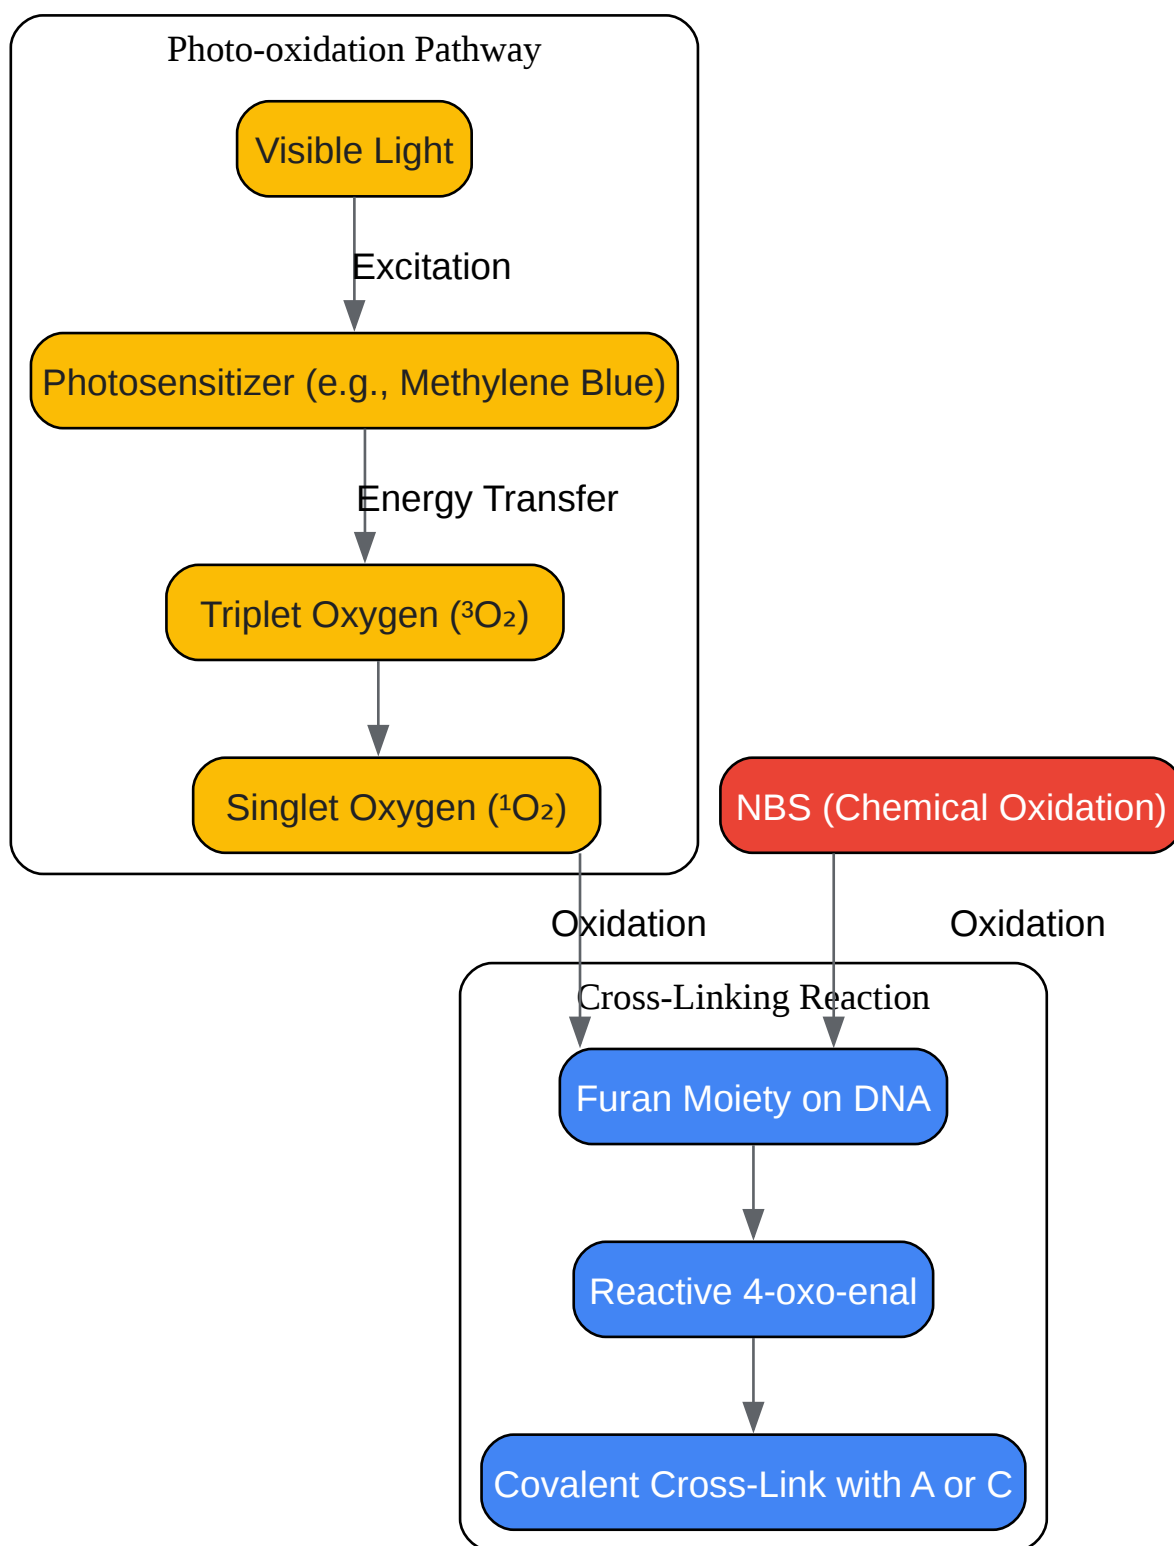 Photo-oxidation Pathway
Visible Light
Excitation
Photosensitizer (e.g., Methylene Blue)
Energy Transfer
Triplet Oxygen (³O₂)
Singlet Oxygen (¹O₂)
NBS (Chemical Oxidation)
Oxidation
Oxidation
Cross-Linking Reaction
Furan Moiety on DNA
Reactive 4-oxo-enal
Covalent Cross-Link with A or C